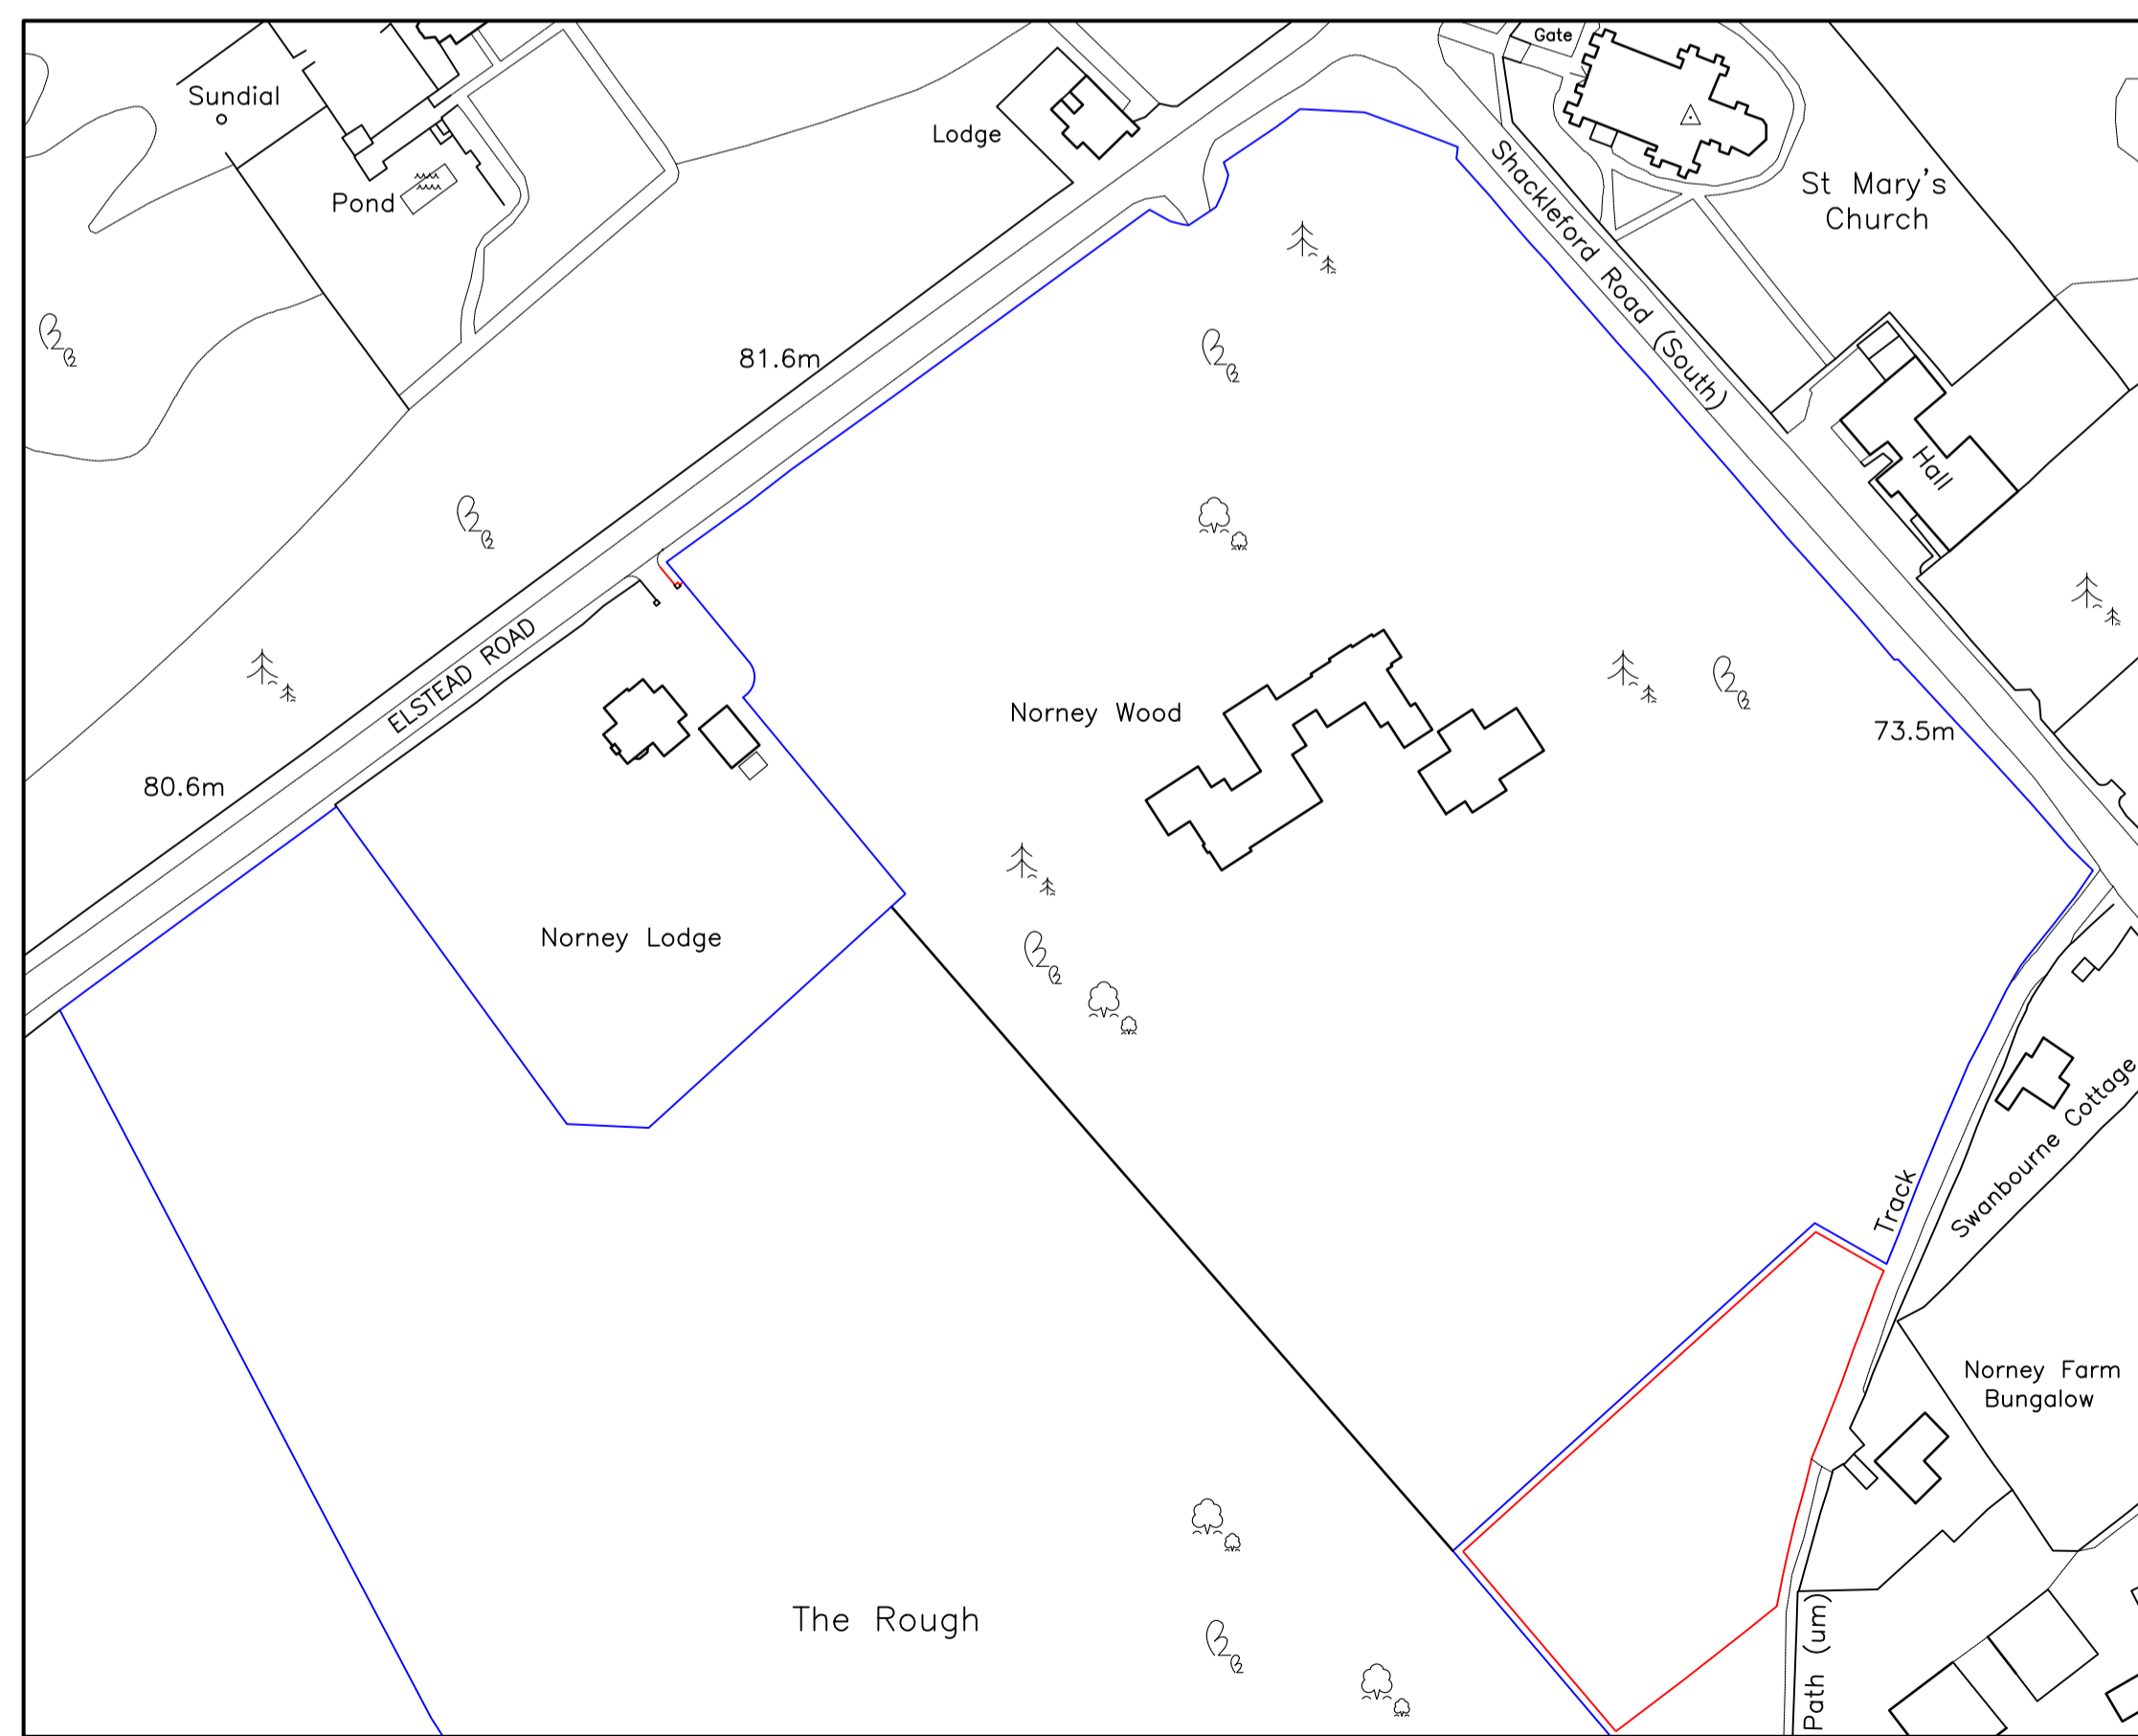 Gate
Sundial
Lodge
Pond
St Mary's
Church
Shackleford Road (South)
81.6m
Hall
ELSTEAD ROAD
Norney Wood
73.5m
80.6m
Norney Lodge
Swanbourne Cottage
Track
Norney Farm
Bungalow
The Rough
Path (um)